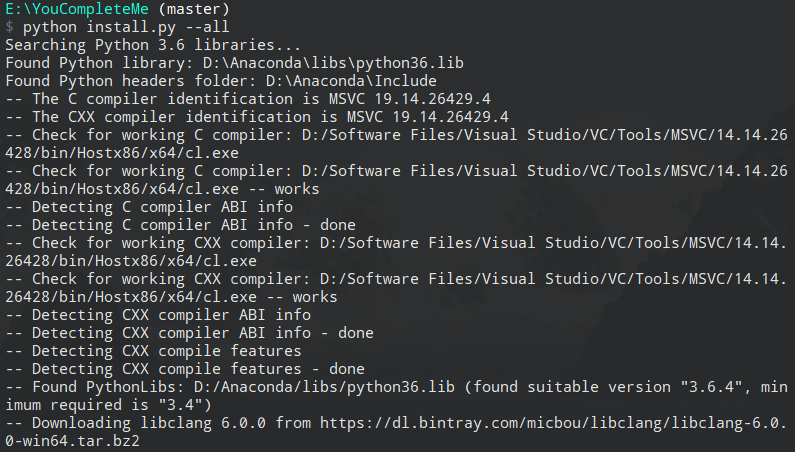 E:\YouCompleteMe (master)
$ python install.py --all
Searching Python 3.6 libraries...
Found Python library: D:\Anaconda\libs\python36.lib
Found Python headers folder: D:\Anaconda\Include
-- The C compiler identification is MSVC 19.14.26429.4
-- The CXX compiler identification is MSVC 19.14.26429.4
-- Check for working C compiler: D:/Software Files/Visual Studio/VC/Tools/MSVC/14.14.26
428/bin/Hostx86/x64/cl.exe
-- Check for working C compiler: D:/Software Files/Visual Studio/VC/Tools/MSVC/14.14.26
428/bin/Hostx86/x64/cl.exe -- works
-- Detecting C compiler ABI info
-- Detecting C compiler ABI info - done
-- Check for working CXX compiler: D:/Software Files/Visual Studio/VC/Tools/MSVC/14.14.
26428/bin/Hostx86/x64/cl.exe
-- Check for working CXX compiler: D:/Software Files/Visual Studio/VC/Tools/MSVC/14.14.
26428/bin/Hostx86/x64/cl.exe -- works
-- Detecting CXX compiler ABI info
-- Detecting CXX compiler ABI info - done
-- Detecting CXX compile features
-- Detecting CXX compile features - done
-- Found PythonLibs: D:/Anaconda/libs/python36.lib (found suitable version "3.6.4", min
imum required is "3.4")
-- Downloading libclang 6.0.0 from https://dl.bintray.com/micbou/libclang/libclang-6.0.
0-win64.tar.bz2